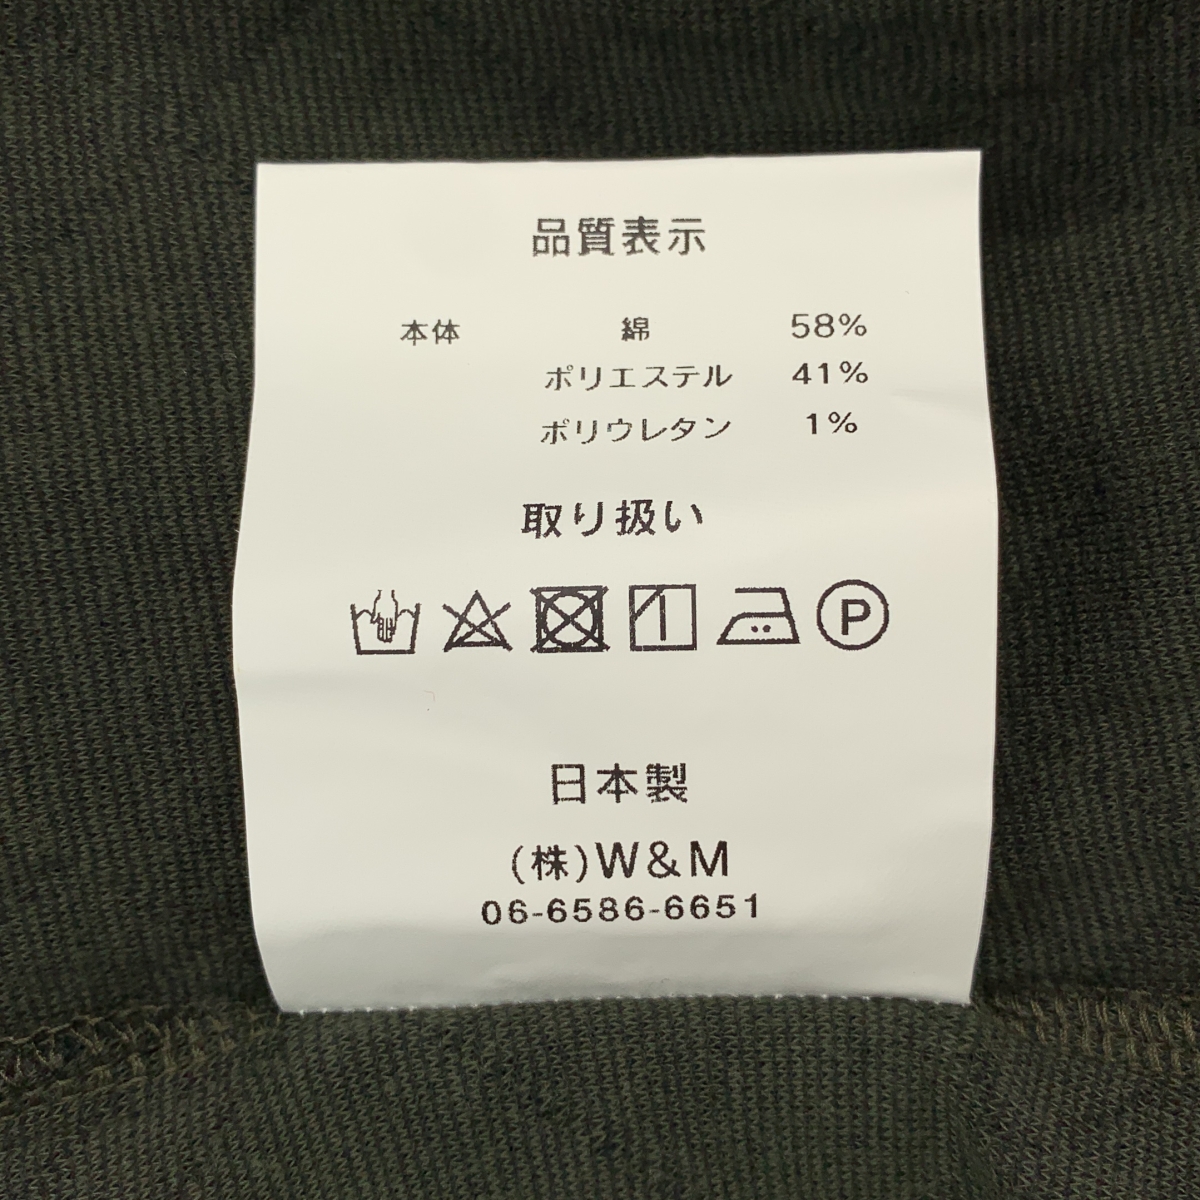 品質表示
本体 綿 58%
ポリエステル 41%
ポリウレタン 1%
取り扱い
P
日本製
(株)W&M
06-6586-6651